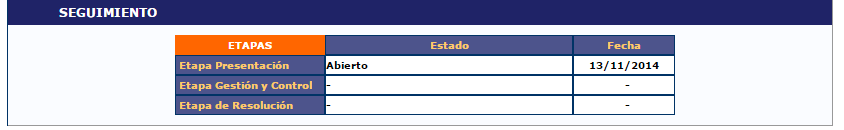 SEGUIMIENTO
ETAPAS Estado Fecha
Etapa Presentación Abierto 13/11/2014
Etapa Gestión y Control - -
Etapa de Resolución - -